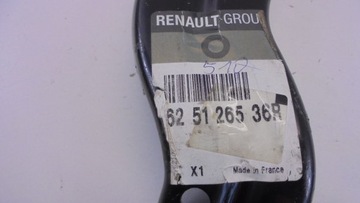 RENAULT GROU
512
62 51 265 36R
X1 Made in France